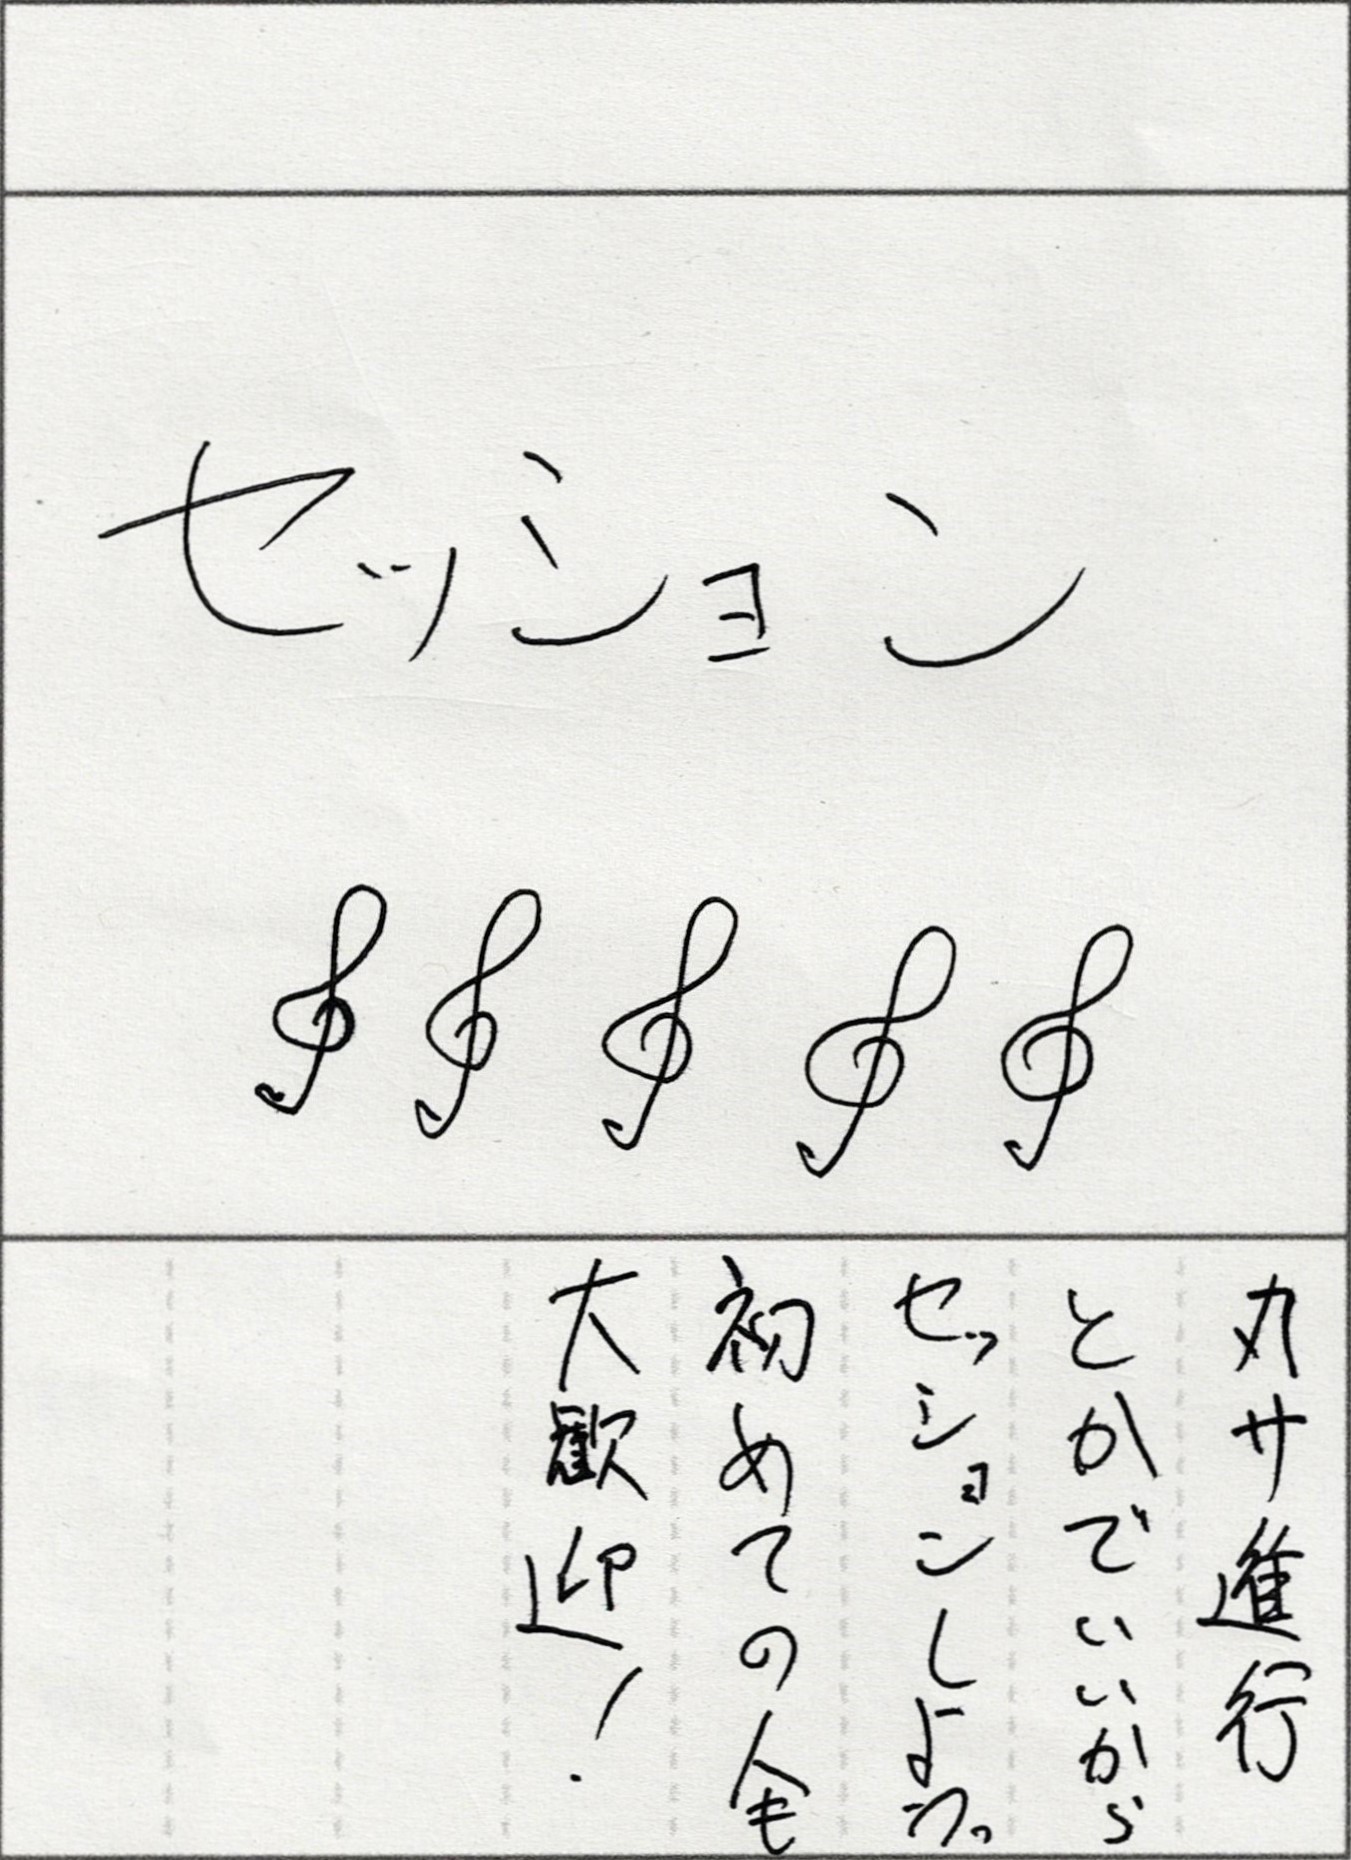 セッション
丸サ進行
とかでいいから
セッションしよう。
初めての人も
大歓迎!